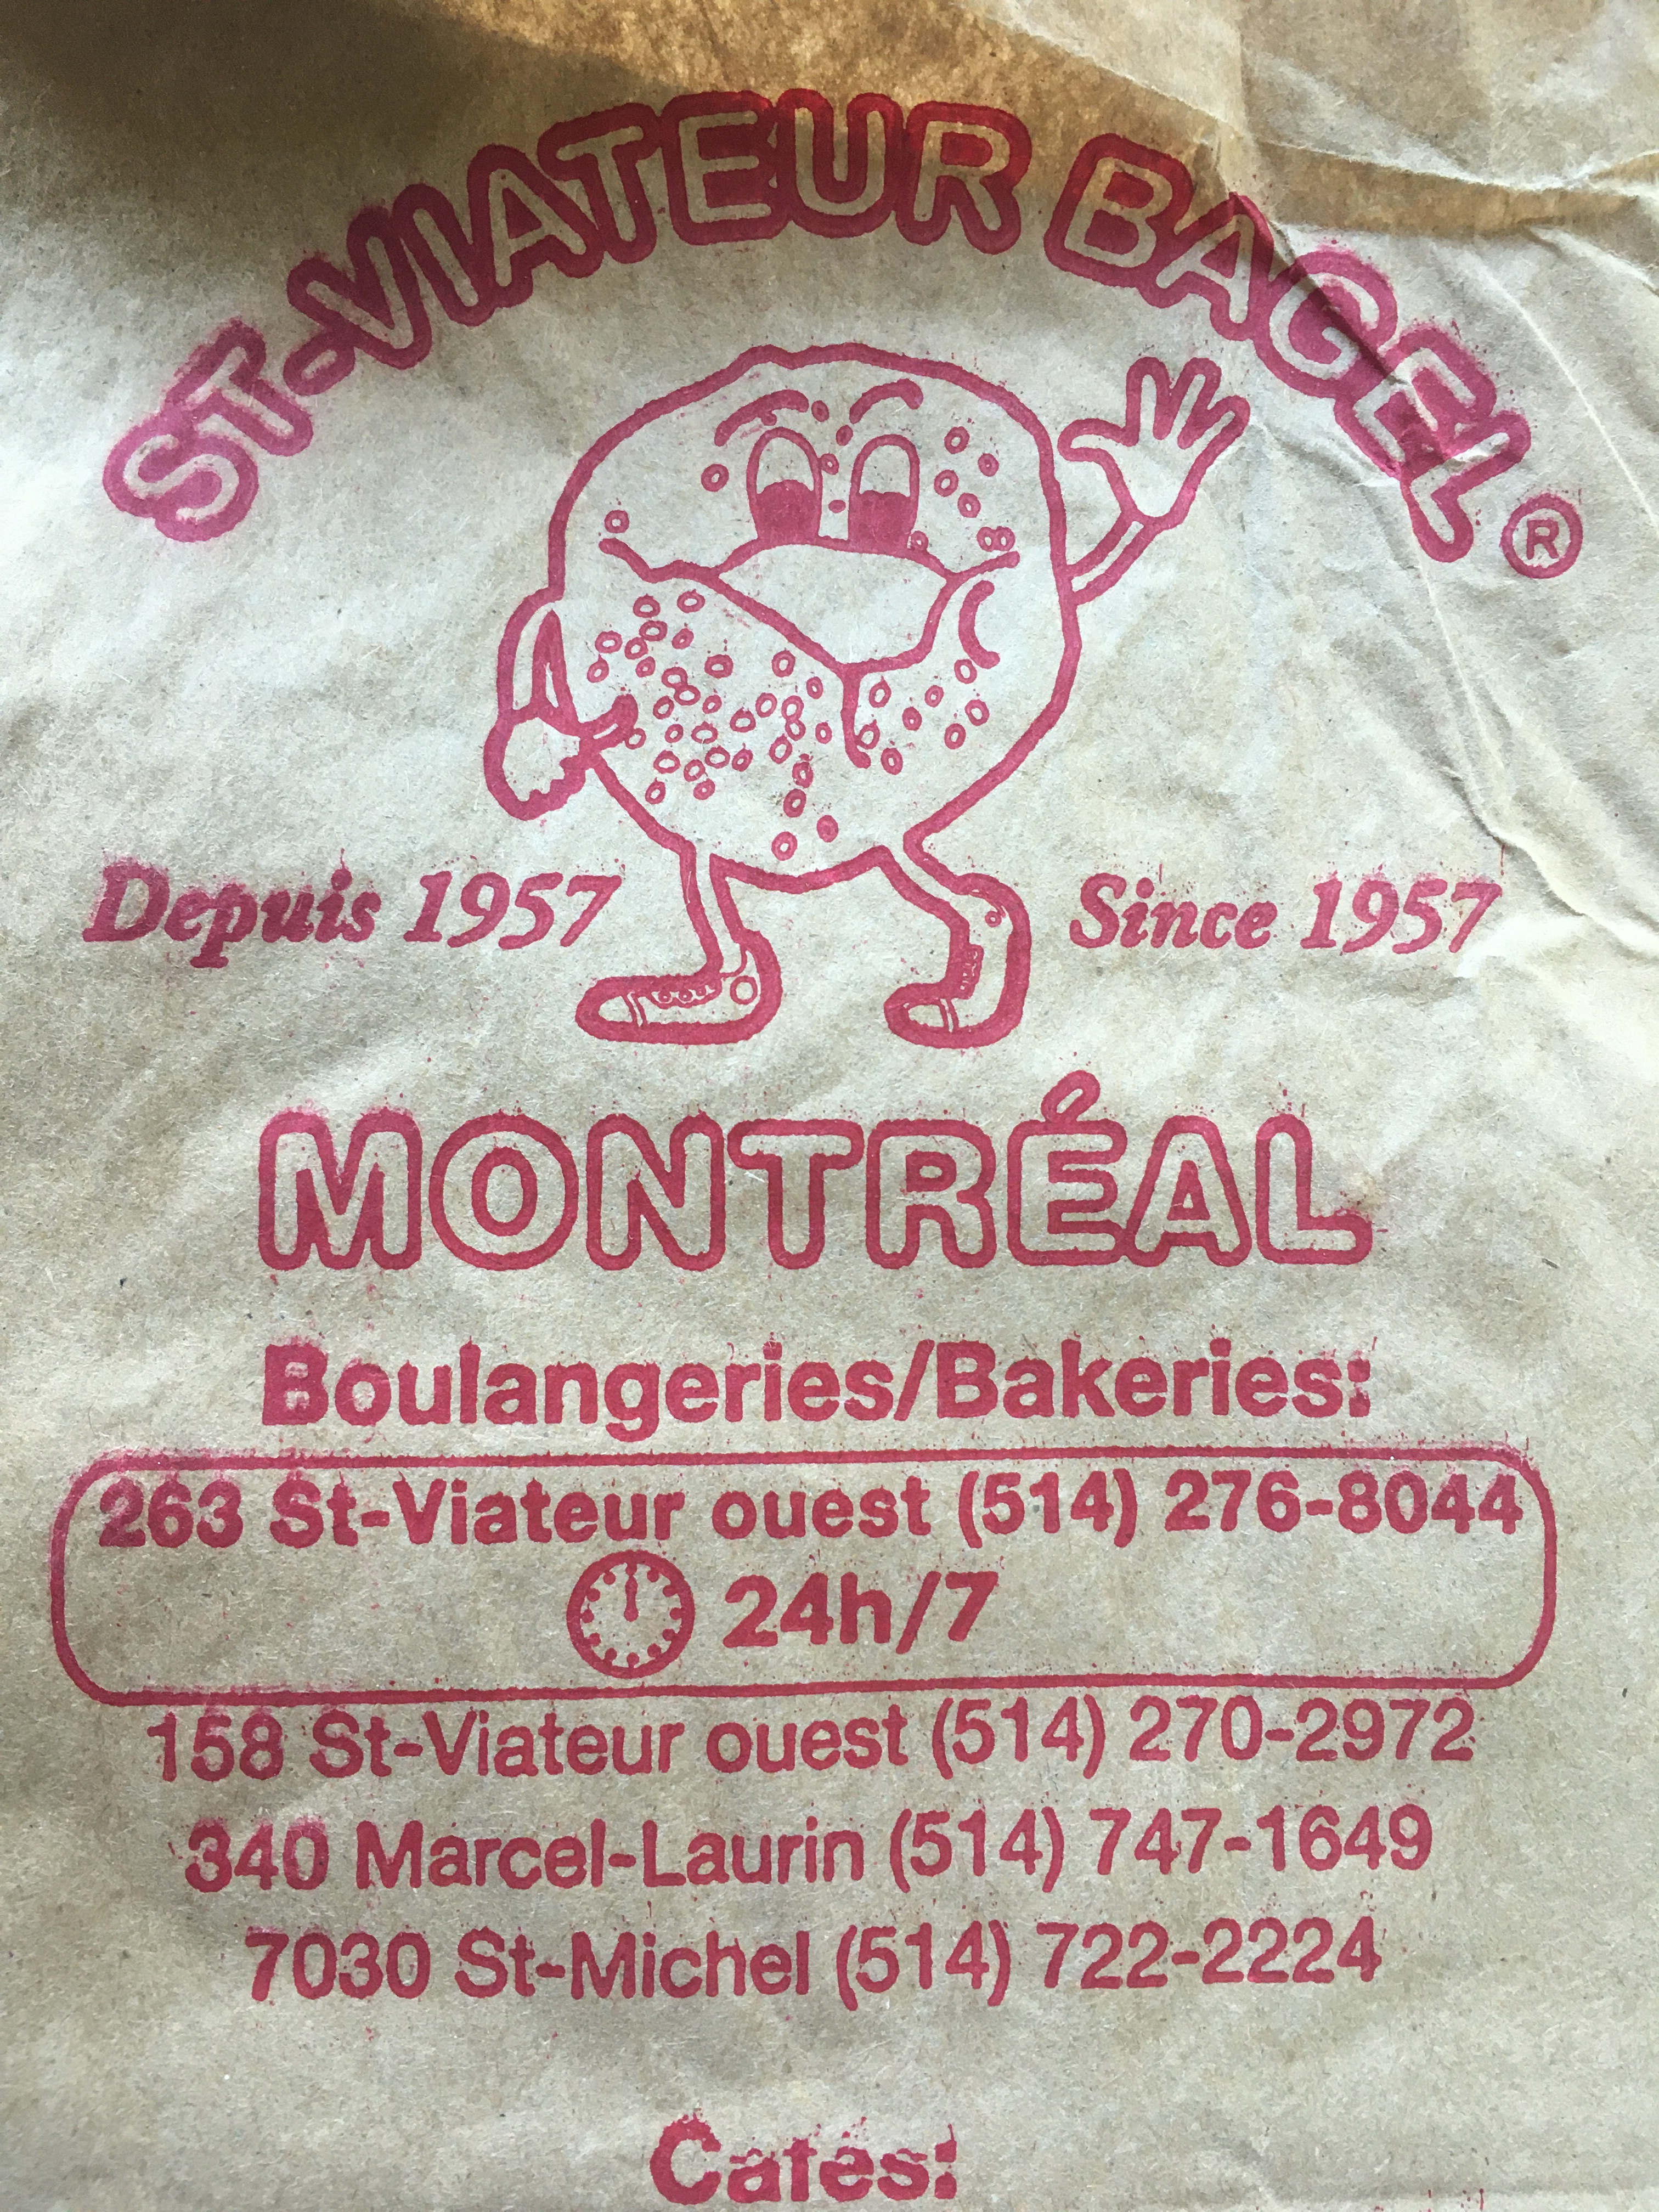 ST-VIATEUR BAGEL ®
Depuis 1957
Since 1957
MONTRÉAL
Boulangeries/Bakeries:
263 St-Viateur ouest (514) 276-8044
24h/7
158 St-Viateur ouest (514) 270-2972
340 Marcel-Laurin (514) 747-1649
7030 St-Michel (514) 722-2224
Cafés: